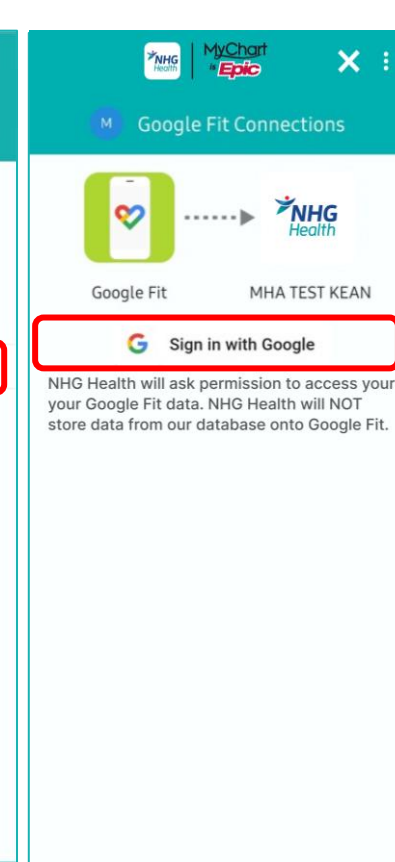 NHG
Health
MyChart
Epic
M Google Fit Connections
NHG
Health
Google Fit MHA TEST KEAN
Sign in with Google
NHG Health will ask permission to access your
your Google Fit data. NHG Health will NOT
store data from our database onto Google Fit.